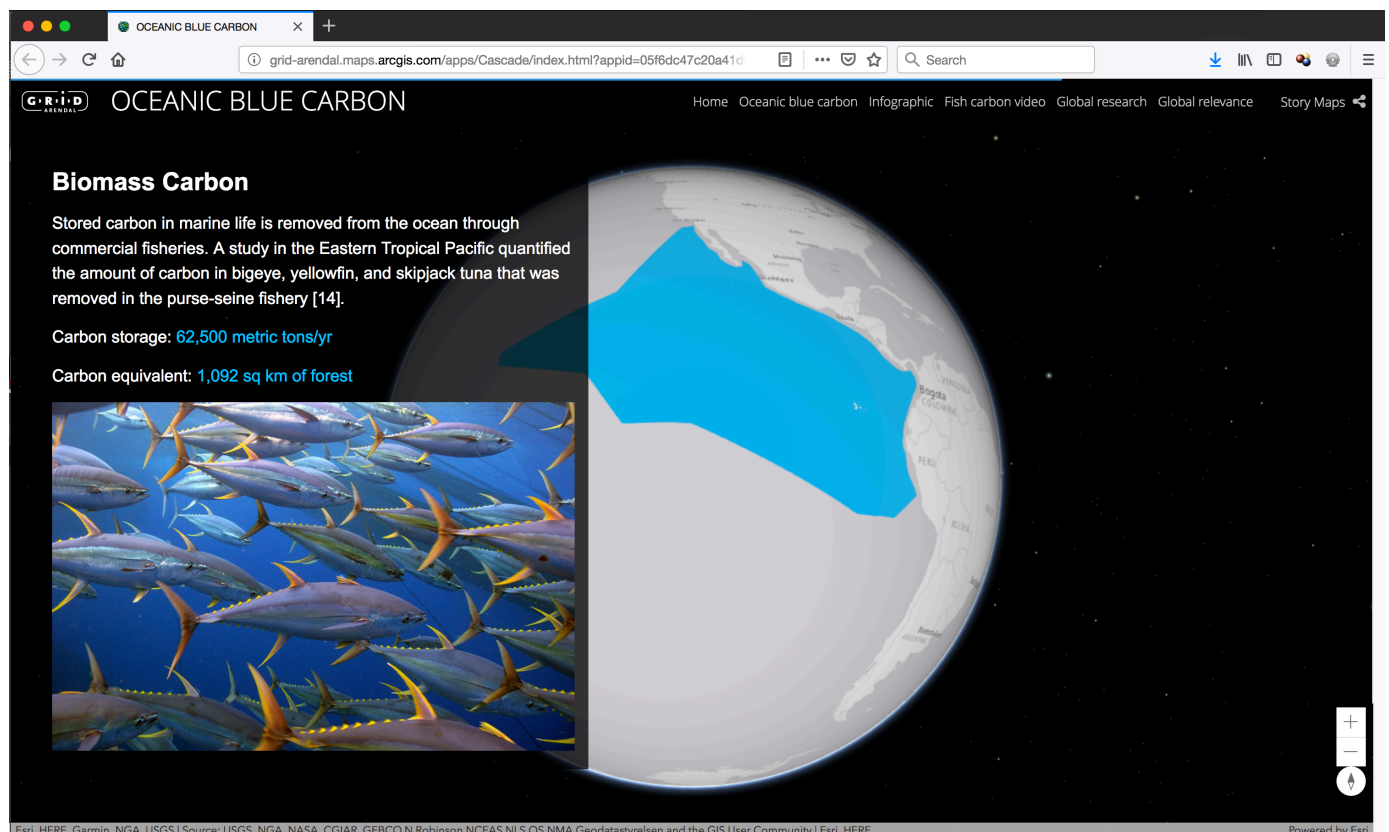 OCEANIC BLUE CARBON
grid-arendal.maps.arcgis.com/apps/Cascade/index.html?appid=05f6dc47c20a41d
Search
G·R·I·D
ARENDAL
OCEANIC BLUE CARBON
Home Oceanic blue carbon Infographic Fish carbon video Global research Global relevance Story Maps
Biomass Carbon
Stored carbon in marine life is removed from the ocean through
commercial fisheries. A study in the Eastern Tropical Pacific quantified
the amount of carbon in bigeye, yellowfin, and skipjack tuna that was
removed in the purse-seine fishery [14].
Carbon storage: 62,500 metric tons/yr
Carbon equivalent: 1,092 sq km of forest
MEXICO
VENEZUELA
Bogota
COLOMBIA
PERU
BOLIVIA
ARGENTINA
Esri, HERE, Garmin, NGA, USGS | Source: USGS, NGA, NASA, CGIAR, GEBCO,N Robinson,NCEAS,NLS,OS,NMA,Geodatastyrelsen and the GIS User Community | Esri, HERE
Powered by Esri